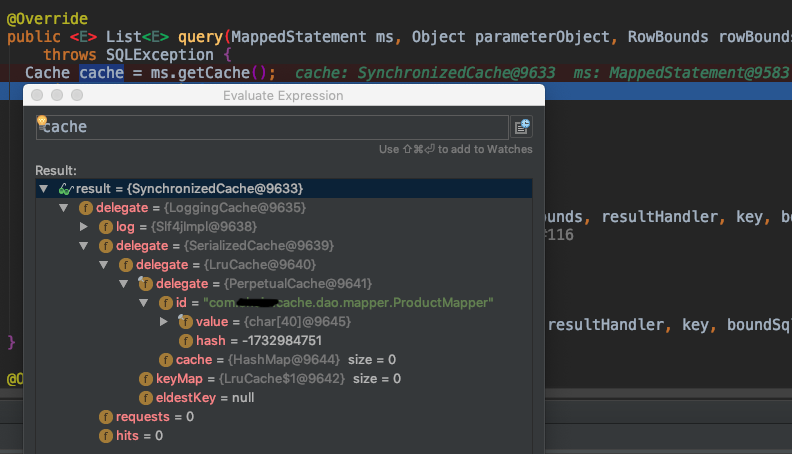 @Override
public <E> List<E> query(MappedStatement ms, Object parameterObject, RowBounds rowBounds
throws SQLException {
Cache cache = ms.getCache(); cache: SynchronizedCache@9633 ms: MappedStatement@9583
Evaluate Expression
cache
Use ⇧⌘⏎ to add to Watches
Result:
result = {SynchronizedCache@9633}
delegate = {LoggingCache@9635}
log = {Slf4jImpl@9638}
delegate = {SerializedCache@9639}
delegate = {LruCache@9640}
delegate = {PerpetualCache@9641}
id = "com. cache.dao.mapper.ProductMapper"
value = {char[40]@9645}
hash = -1732984751
cache = {HashMap@9644} size = 0
keyMap = {LruCache$1@9642} size = 0
eldestKey = null
requests = 0
hits = 0
ounds, resultHandler, key, bo
#116
resultHandler, key, boundSql
}
@O